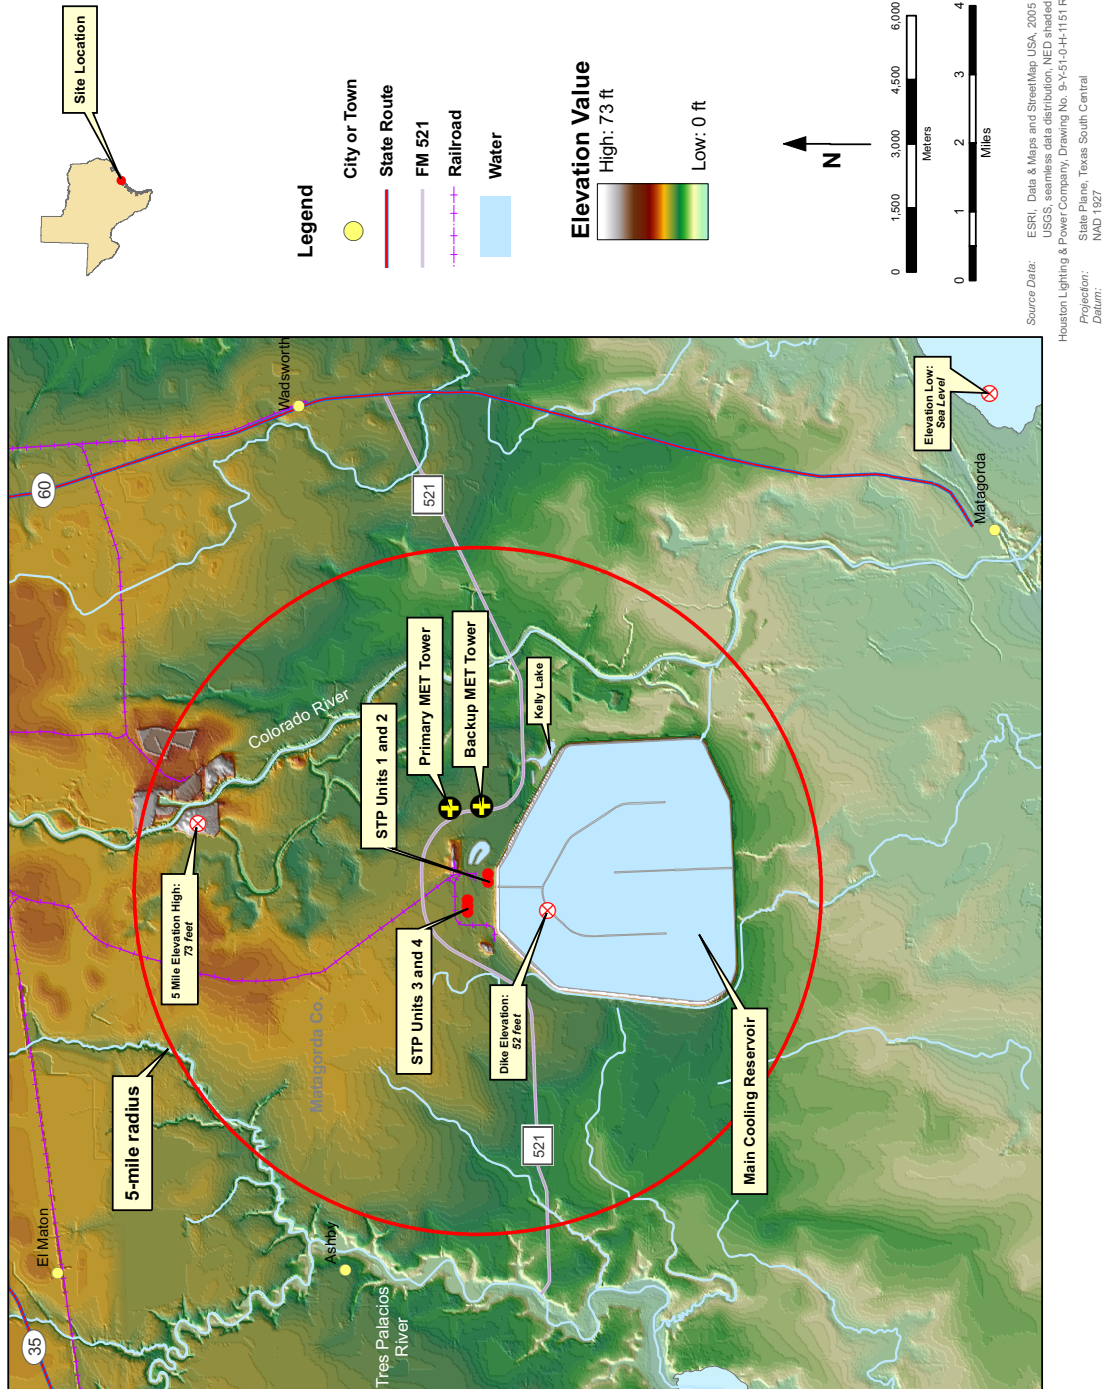 Site Location
Legend
City or Town
State Route
FM 521
Railroad
Water
Elevation Value
High: 73 ft
Low: 0 ft
N
0
1,500
3,000
4,500
6,000
Meters
0
1
2
3
4
Miles
Source Data:
ESRI, Data & Maps and StreetMap USA, 2005
USGS, seamless data distribution, NED shaded
Houston Lighting & Power Company, Drawing No. 9-Y-51-0-H-1151 R
Projection:
State Plane, Texas South Central
Datum:
NAD 1927
35
El Maton
60
Wadsworth
5-mile radius
5 Mile Elevation High:
73 feet
Colorado River
Matagorda Co.
Ashby
Tres Palacios
River
STP Units 3 and 4
STP Units 1 and 2
Primary MET Tower
Backup MET Tower
521
521
Dike Elevation:
52 feet
Kelly Lake
Main Cooling Reservoir
Elevation Low:
Sea Level
Matagorda